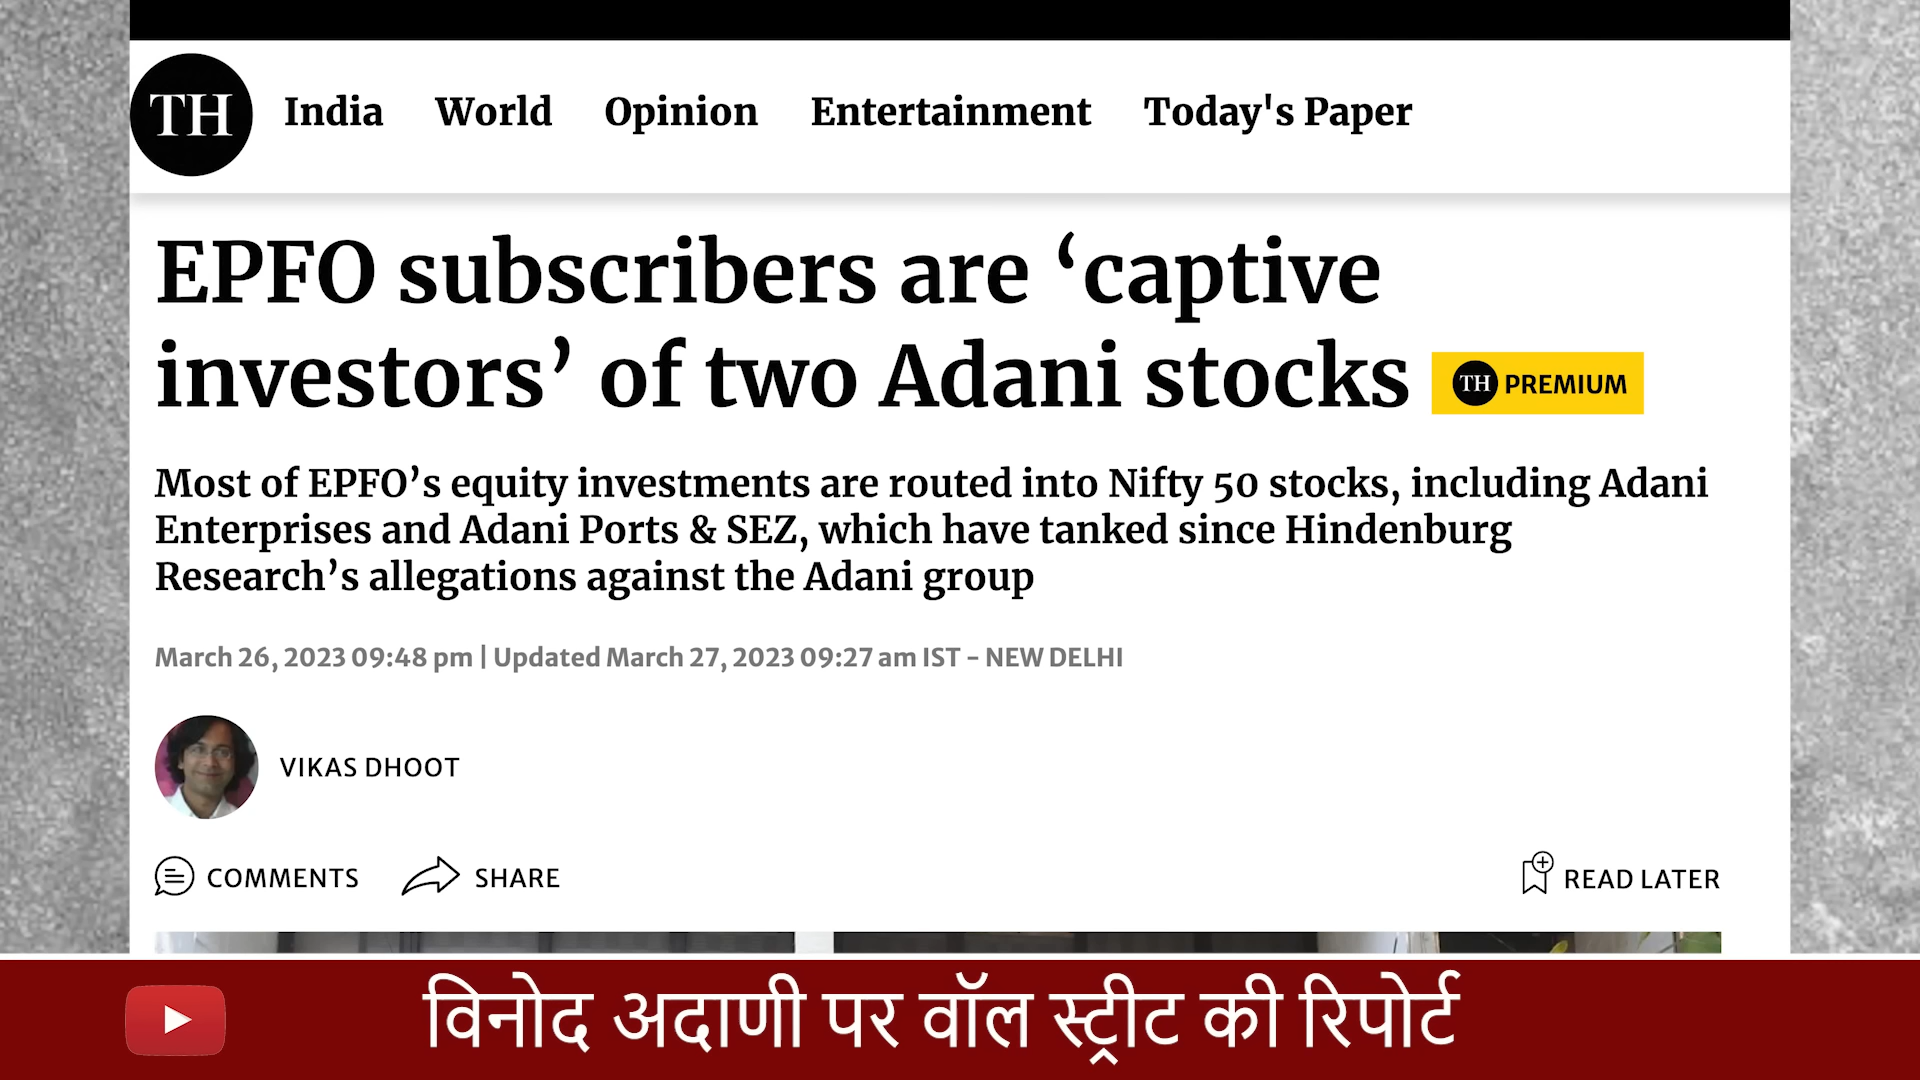 TH India World Opinion Entertainment Today's Paper
EPFO subscribers are ‘captive
investors’ of two Adani stocks TH PREMIUM
Most of EPFO’s equity investments are routed into Nifty 50 stocks, including Adani
Enterprises and Adani Ports & SEZ, which have tanked since Hindenburg
Research’s allegations against the Adani group
March 26, 2023 09:48 pm | Updated March 27, 2023 09:27 am IST - NEW DELHI
VIKAS DHOOT
COMMENTS SHARE READ LATER
विनोद अदाणी पर वॉल स्ट्रीट की रिपोर्ट